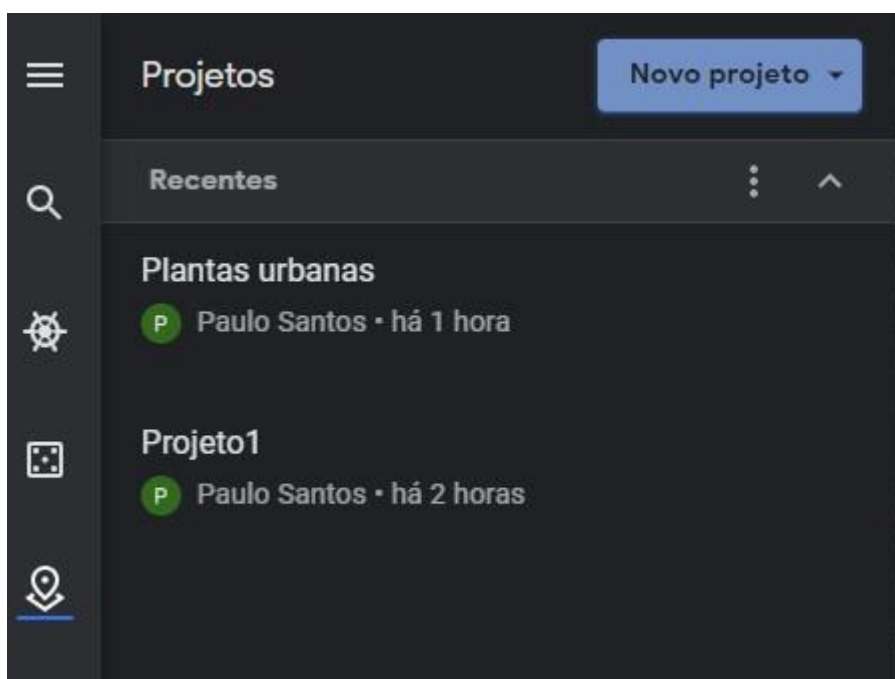 Projetos
Novo projeto
Recentes
Plantas urbanas
P Paulo Santos • há 1 hora
Projeto1
P Paulo Santos • há 2 horas